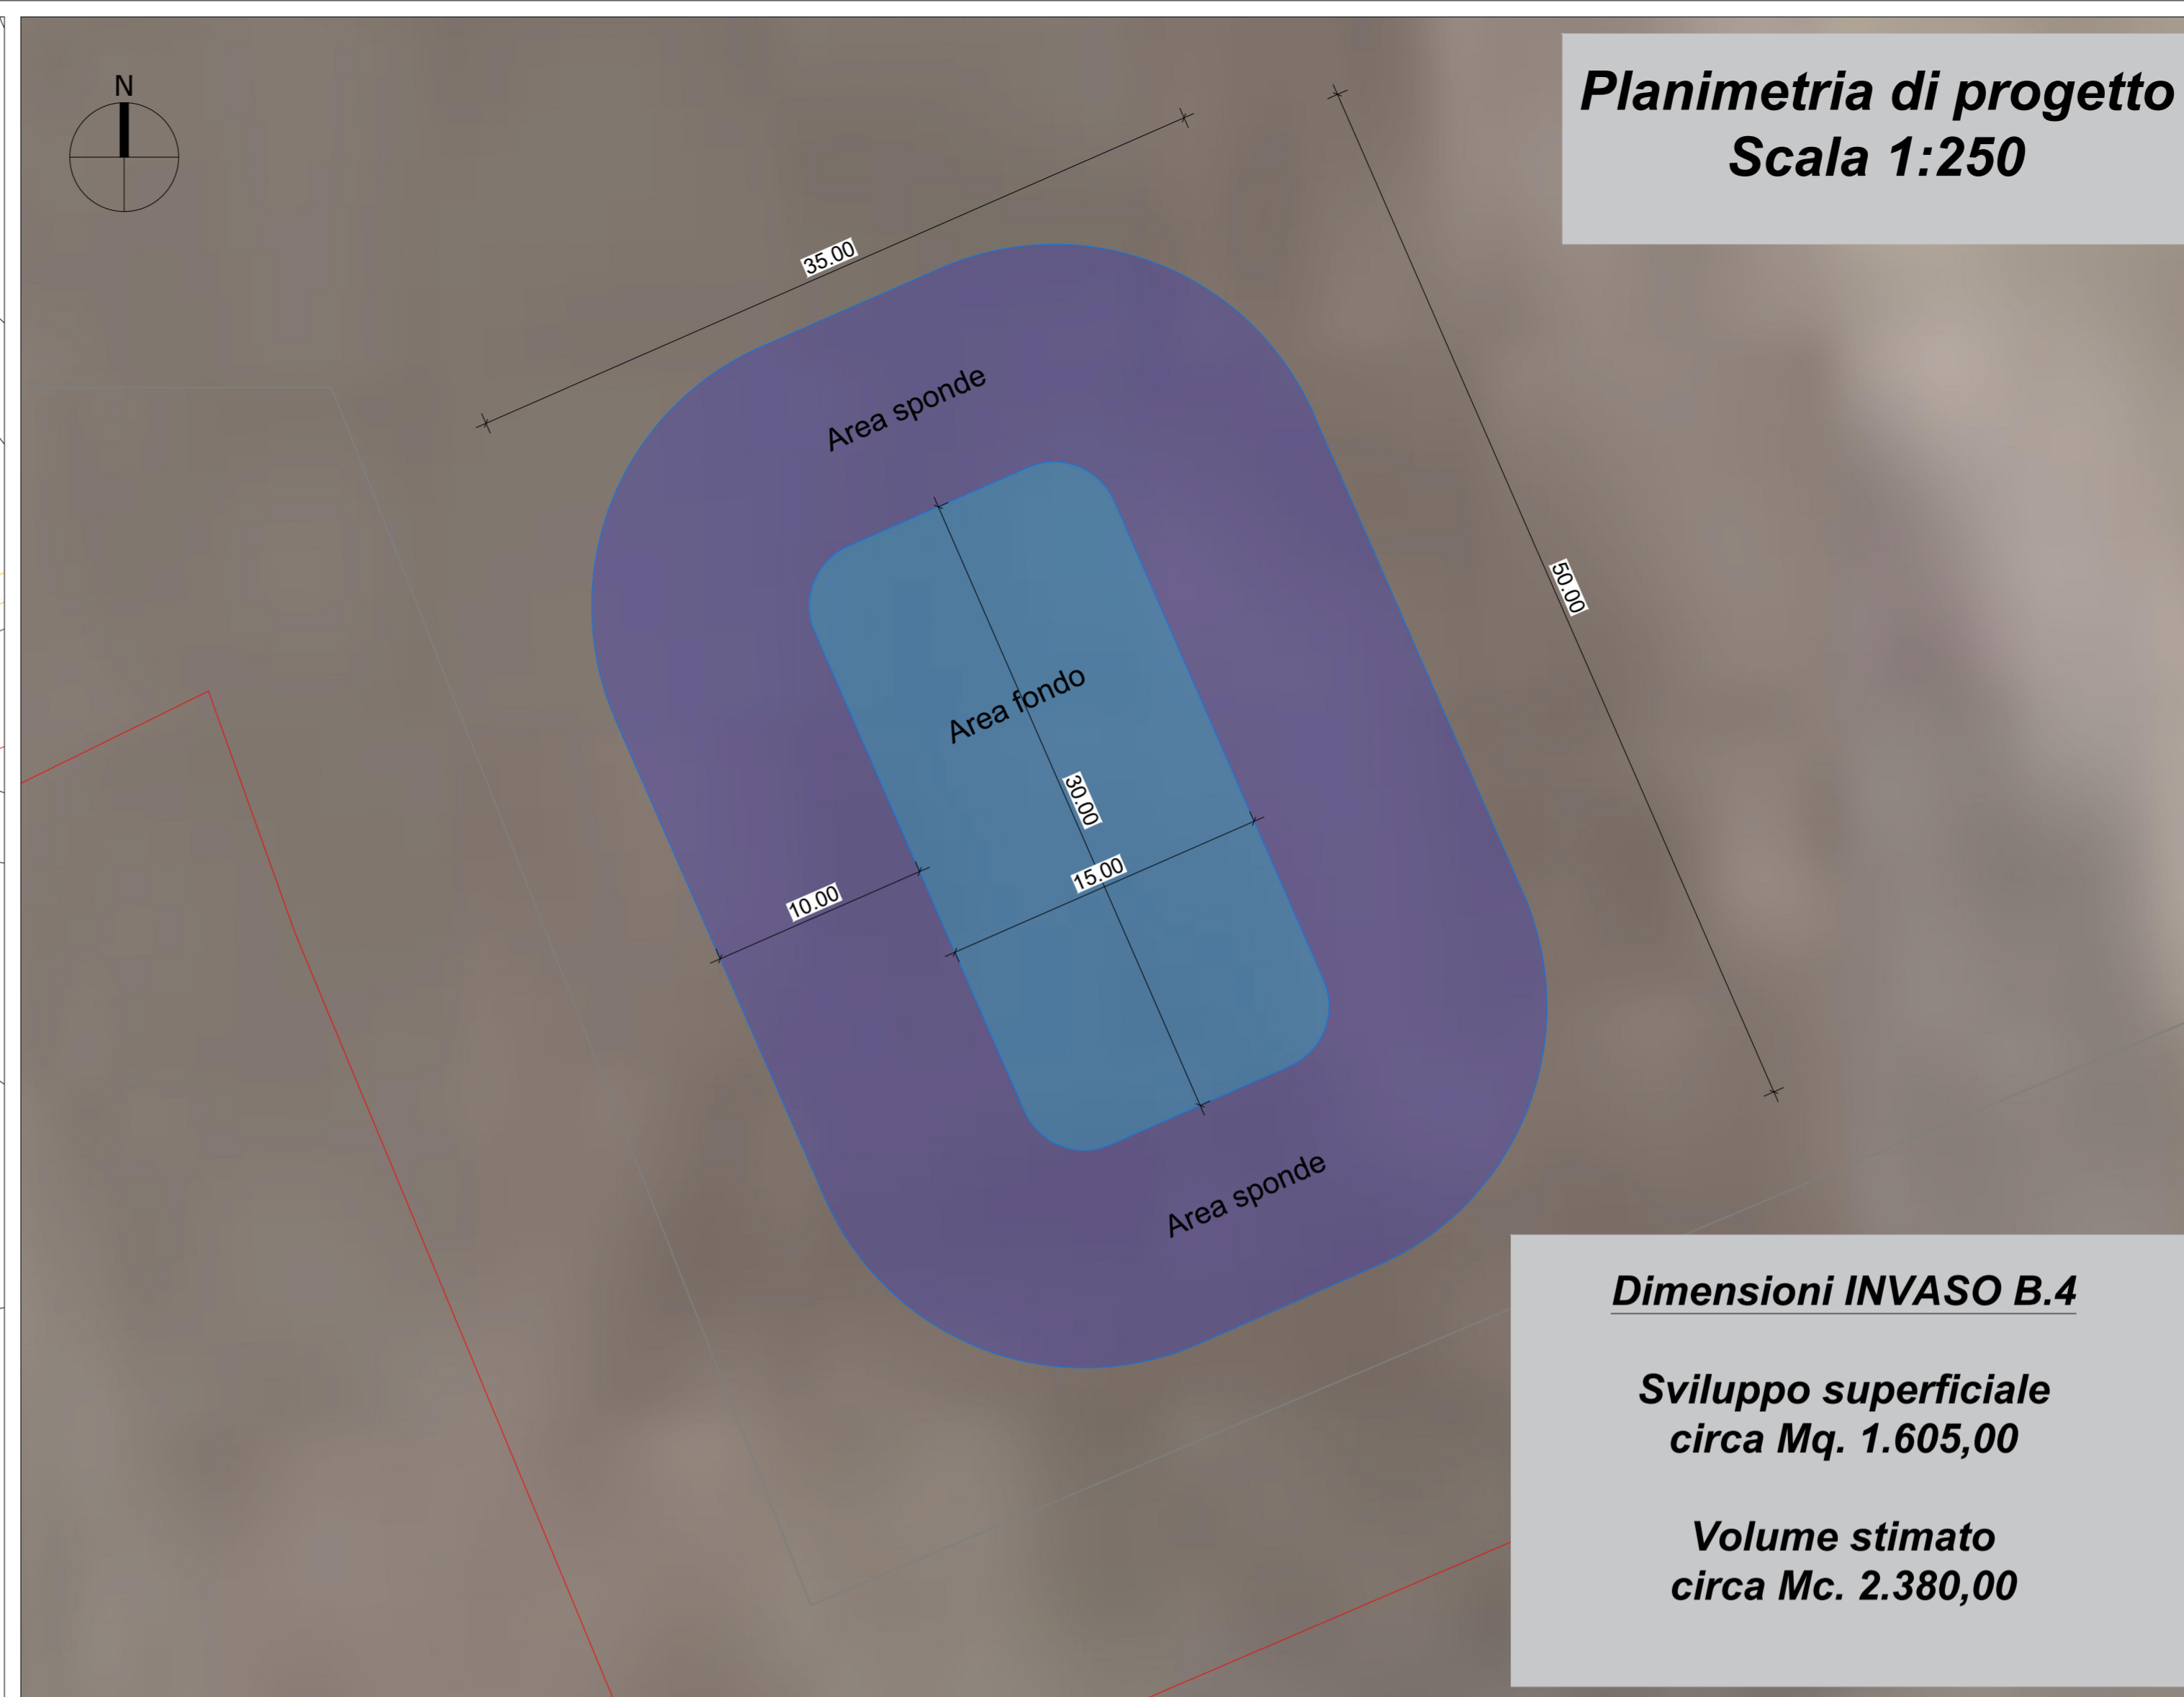 N
Planimetria di progetto
Scala 1:250
35.00
50.00
Area sponde
Area fondo
30.00
15.00
10.00
Area sponde
Dimensioni INVASO B.4
Sviluppo superficiale
circa Mq. 1.605,00
Volume stimato
circa Mc. 2.380,00